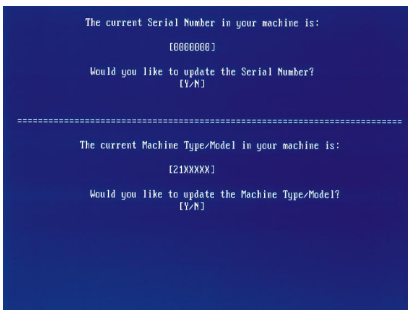 The current Serial Number in your machine is:
[0000000]
Would you like to update the Serial Number?
[Y/N]
==========================================================================
The current Machine Type/Model in your machine is:
[21XXXXX]
Would you like to update the Machine Type/Model?
[Y/N]